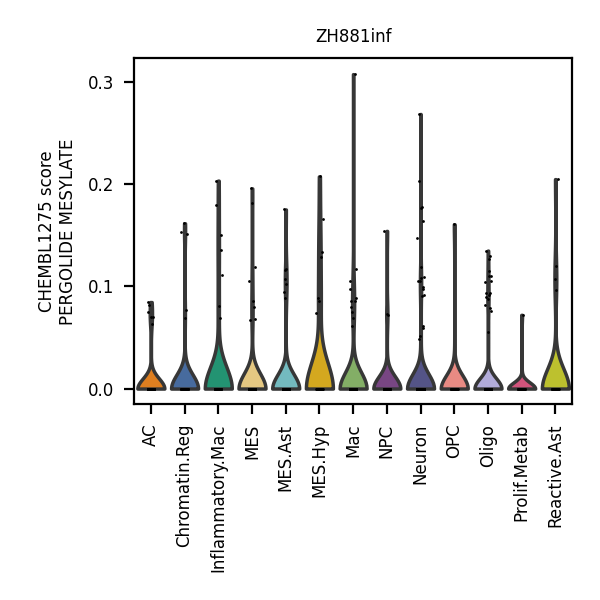 ZH881inf
CHEMBL1275 score
PERGOLIDE MESYLATE
0.3
0.2
0.1
0.0
AC
Chromatin.Reg
Inflammatory.Mac
MES
MES.Ast
MES.Hyp
Mac
NPC
Neuron
OPC
Oligo
Prolif.Metab
Reactive.Ast